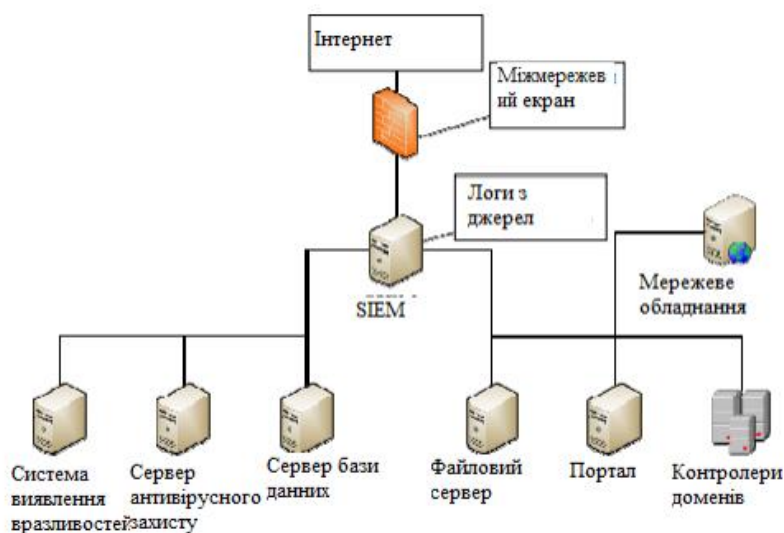 Інтернет
Міжмережев
ий екран
Логи з
джерел
SIEM
Мережеве
обладнання
Система
виявлення
вразливостей
Сервер
антивірусного
захисту
Сервер бази
данних
Файловий
сервер
Портал
Контролери
доменів